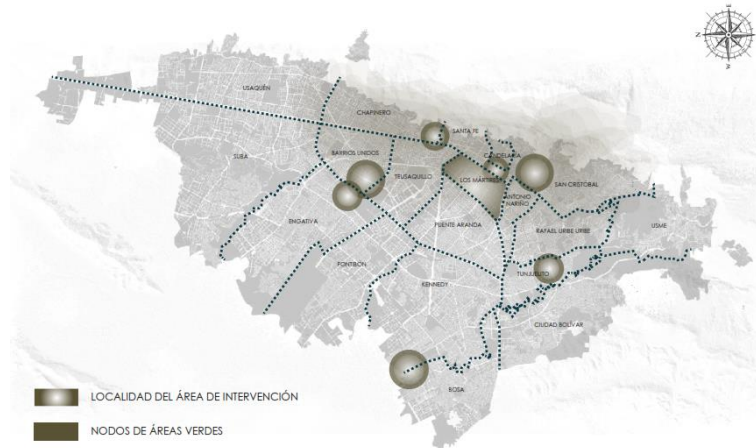 USAQUÉN
CHAPINERO
SANTA FE
SUBA
BARRIOS UNIDOS
CANDELARIA
TEUSAQUILLO
LOS MÁRTIRES
SAN CRISTOBAL
ANTONIO
NARIÑO
ENGATIVA
PUENTE ARANDA
RAFAEL URIBE URIBE
USME
FONTIBÓN
TUNJUELITO
KENNEDY
CIUDAD BOLÍVAR
BOSA
LOCALIDAD DEL ÁREA DE INTERVENCIÓN
NODOS DE ÁREAS VERDES